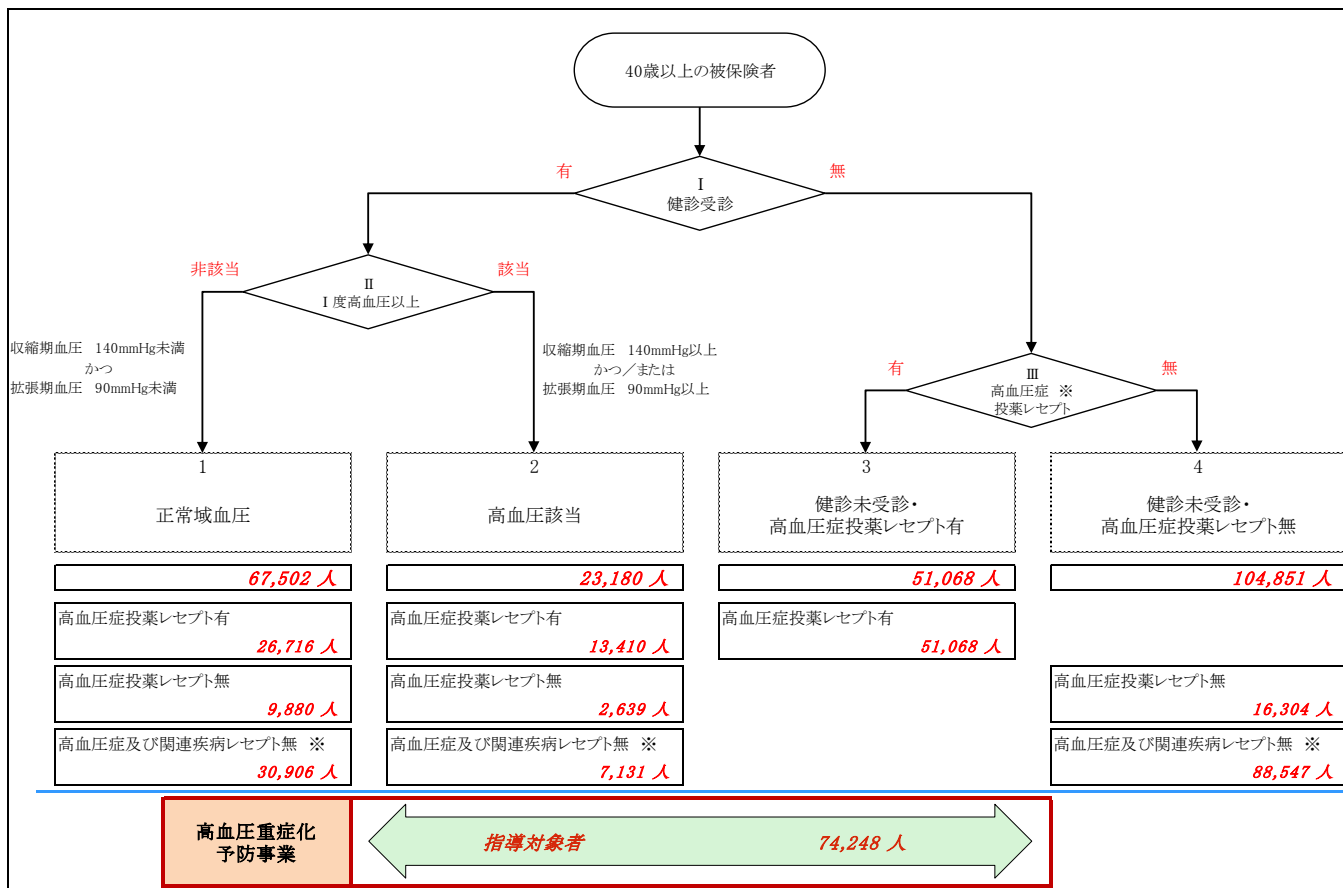 40歳以上の被保険者
有
無
Ⅰ
健診受診
非該当
該当
Ⅱ
Ⅰ度高血圧以上
収縮期血圧 140mmHg未満
かつ
拡張期血圧 90mmHg未満
収縮期血圧 140mmHg以上
かつ／または
拡張期血圧 90mmHg以上
有
無
Ⅲ
高血圧症 ※
投薬レセプト
1
正常域血圧
2
高血圧該当
3
健診未受診・
高血圧症投薬レセプト有
4
健診未受診・
高血圧症投薬レセプト無
67,502 人
23,180 人
51,068 人
104,851 人
高血圧症投薬レセプト有
26,716 人
高血圧症投薬レセプト有
13,410 人
高血圧症投薬レセプト有
51,068 人
高血圧症投薬レセプト無
9,880 人
高血圧症投薬レセプト無
2,639 人
高血圧症投薬レセプト無
16,304 人
高血圧症及び関連疾病レセプト無 ※
30,906 人
高血圧症及び関連疾病レセプト無 ※
7,131 人
高血圧症及び関連疾病レセプト無 ※
88,547 人
高血圧重症化
予防事業
指導対象者 74,248 人